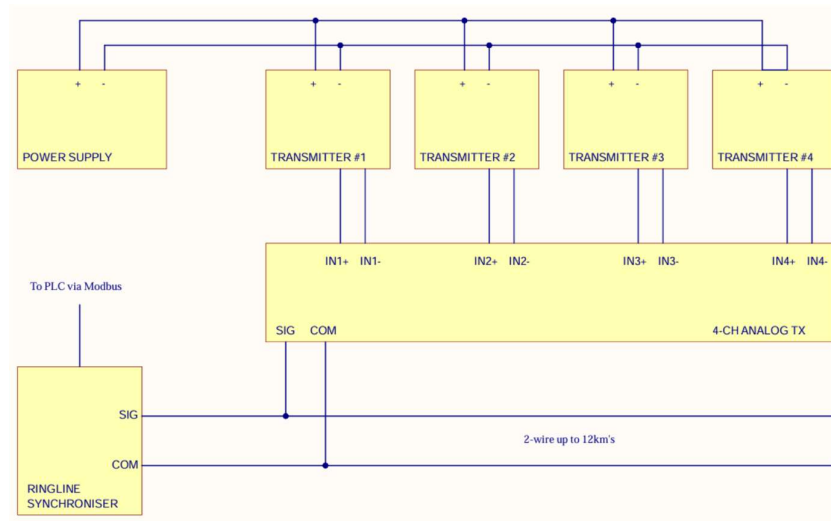 + -
+ -
+ -
+ -
+ -
POWER SUPPLY
TRANSMITTER #1
TRANSMITTER #2
TRANSMITTER #3
TRANSMITTER #4
IN1+ IN1-
IN2+ IN2-
IN3+ IN3-
IN4+ IN4-
To PLC via Modbus
SIG COM
4-CH ANALOG TX
SIG
2-wire up to 12km's
COM
RINGLINE
SYNCHRONISER